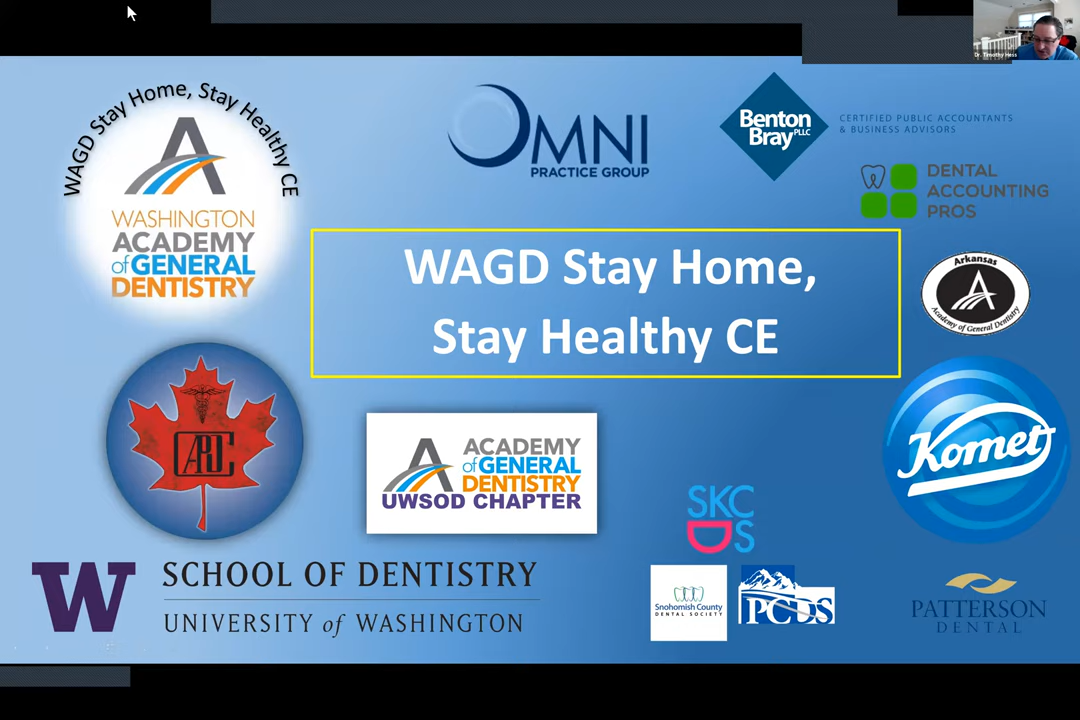 Dr. Timothy Hess
WAGD Stay Home, Stay Healthy CE
WASHINGTON
ACADEMY
of GENERAL
DENTISTRY
OMNI
PRACTICE GROUP
Benton
Bray PLLC
CERTIFIED PUBLIC ACCOUNTANTS
& BUSINESS ADVISORS
DENTAL
ACCOUNTING
PROS
WAGD Stay Home,
Stay Healthy CE
Arkansas
Academy of General Dentistry
Komet
ACADEMY
of GENERAL
DENTISTRY
UWSOD CHAPTER
SKC
DS
W
SCHOOL OF DENTISTRY
UNIVERSITY of WASHINGTON
Snohomish County
DENTAL SOCIETY
PCDS
PATTERSON
DENTAL